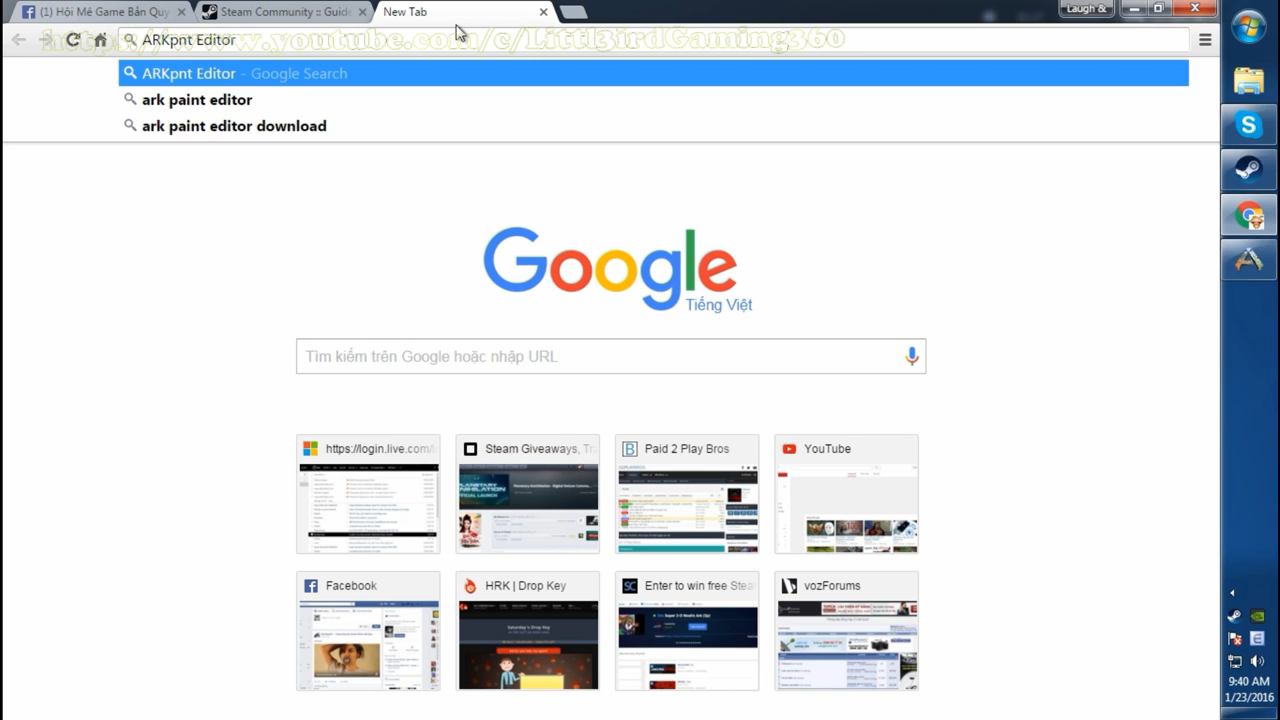 (1) Hội Mê Game Bản Quy
Steam Community :: Guide
New Tab
Laugh &
https://www.youtube.com/c/Littl3irdGaming360
ARKpnt Editor
ARKpnt Editor - Google Search
ark paint editor
ark paint editor download
Google
Tiếng Việt
Tìm kiếm trên Google hoặc nhập URL
https://login.live.com/
Steam Giveaways, Tr
Paid 2 Play Bros
YouTube
Facebook
HRK | Drop Key
Enter to win free Stea
vozForums
9:40 AM
1/23/2016